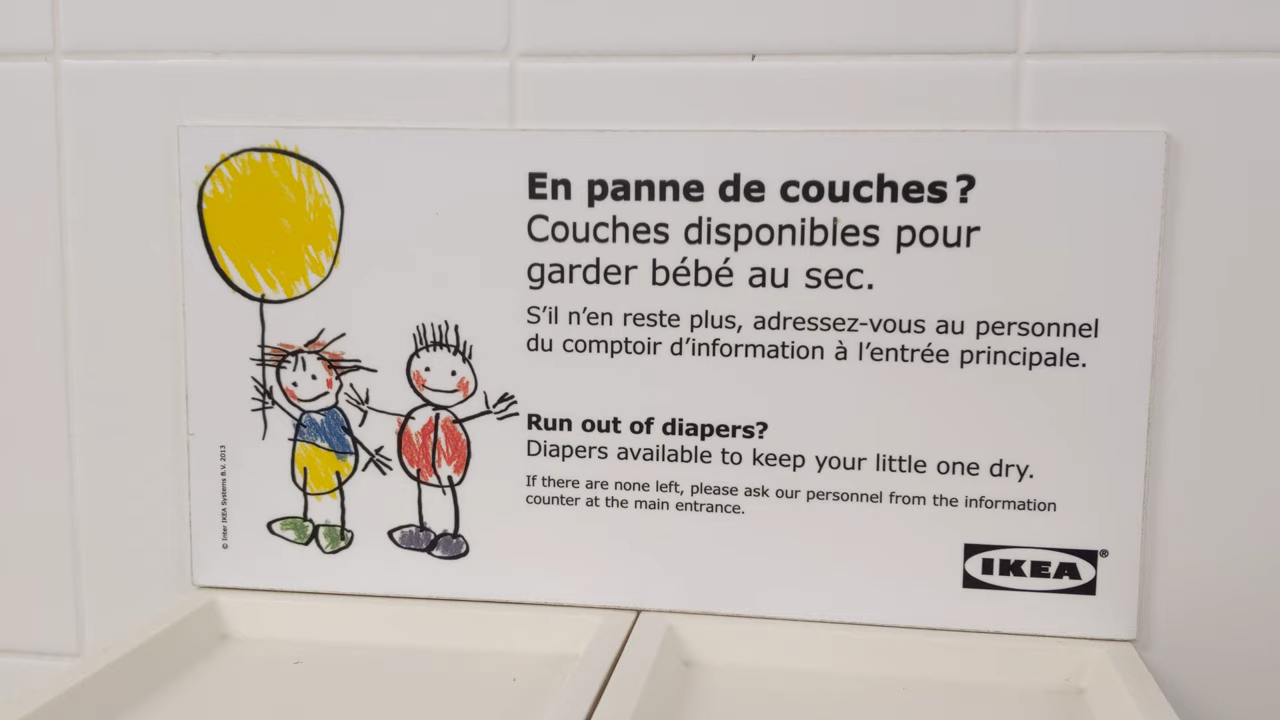 En panne de couches ?
Couches disponibles pour
garder bébé au sec.
S'il n'en reste plus, adressez-vous au personnel
du comptoir d'information à l'entrée principale.
Run out of diapers?
Diapers available to keep your little one dry.
If there are none left, please ask our personnel from the information
counter at the main entrance.
© Inter IKEA Systems B.V. 2013
IKEA®